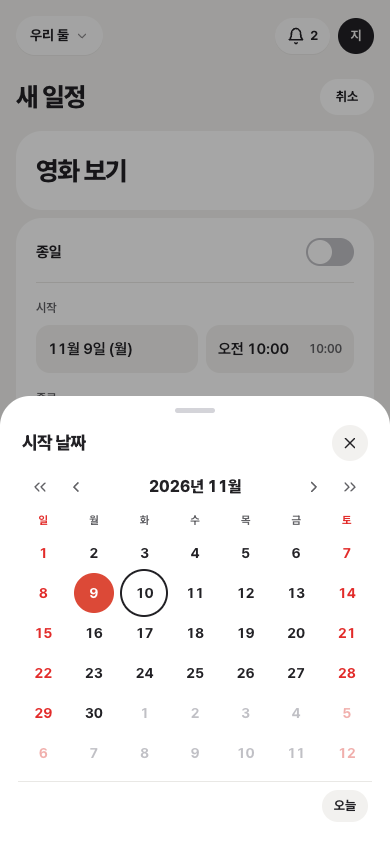 우리 둘 2 지
새 일정 취소
영화 보기
종일
시작
11월 9일 (월) 오전 10:00 10:00
시작 날짜
2026년 11월
일 월 화 수 목 금 토
1 2 3 4 5 6 7
8 9 10 11 12 13 14
15 16 17 18 19 20 21
22 23 24 25 26 27 28
29 30 1 2 3 4 5
6 7 8 9 10 11 12
오늘